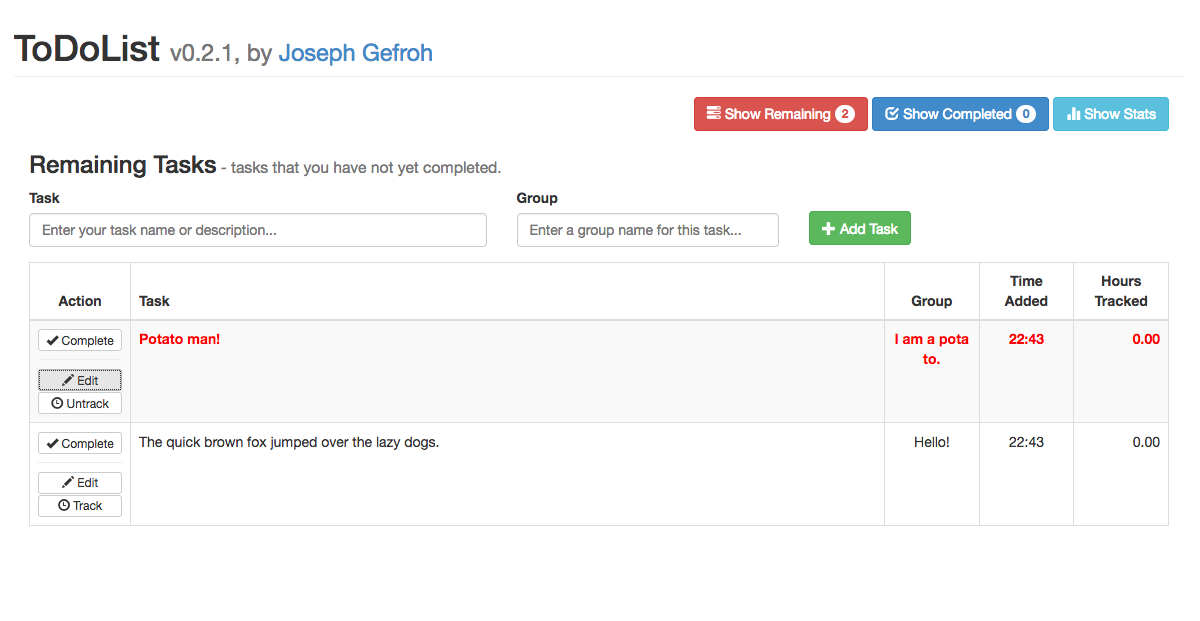 ToDoList v0.2.1, by Joseph Gefroh
Show Remaining 2 Show Completed 0 Show Stats
Remaining Tasks - tasks that you have not yet completed.
Task Group
Enter your task name or description... Enter a group name for this task... Add Task
Action Task Group Time Added Hours Tracked
Complete Potato man! I am a pota 22:43 0.00
to.
Edit
Untrack
Complete The quick brown fox jumped over the lazy dogs. Hello! 22:43 0.00
Edit
Track